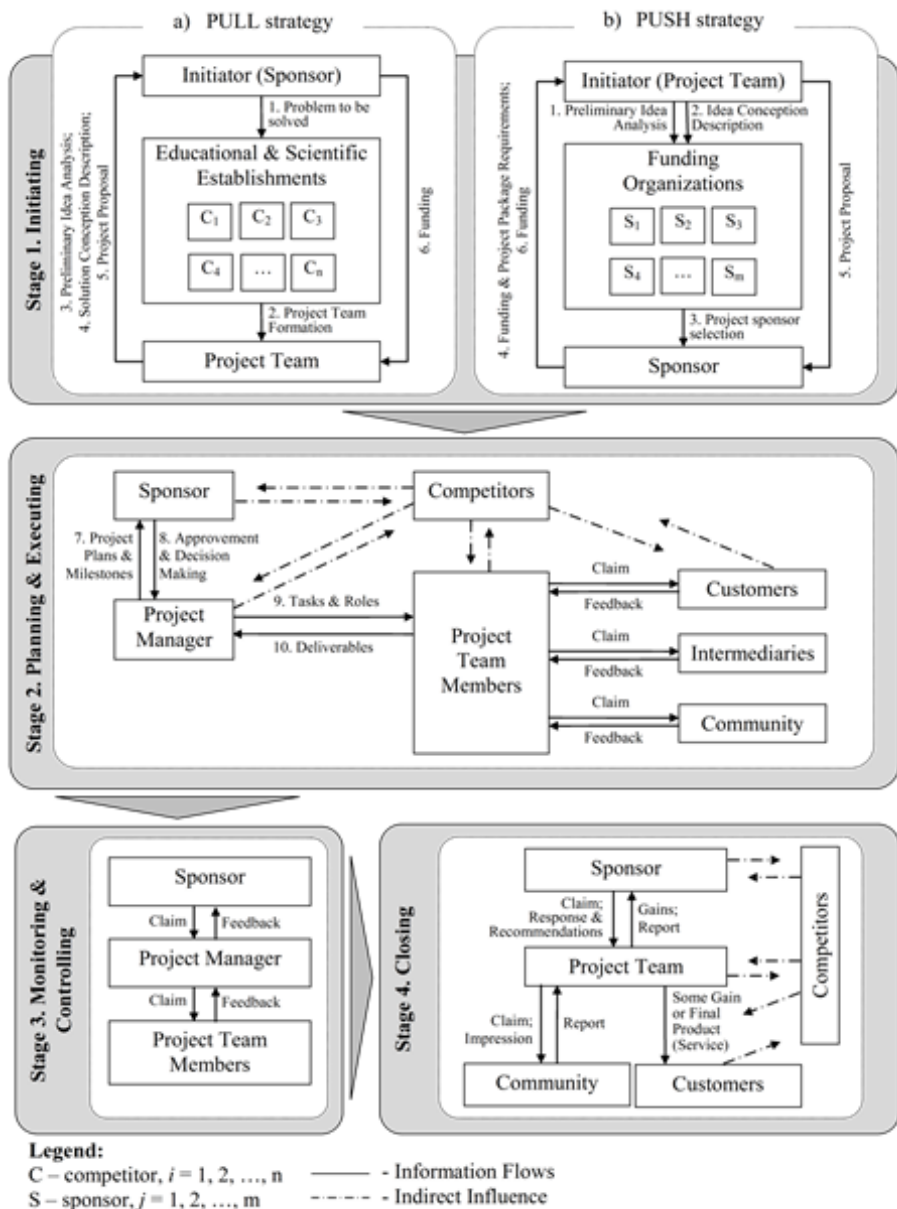 a) PULL strategy
b) PUSH strategy
Stage 1. Initiating
Initiator (Sponsor)
1. Problem to be
solved
Educational & Scientific
Establishments
C1 C2 C3
C4 … Cn
2. Project Team
Formation
Project Team
3. Preliminary Idea Analysis;
4. Solution Conception Description;
5. Project Proposal
6. Funding
Initiator (Project Team)
1. Preliminary Idea
Analysis
2. Idea Conception
Description
Funding
Organizations
S1 S2 S3
S4 … Sm
3. Project sponsor
selection
Sponsor
4. Funding & Project Package Requirements;
6. Funding
5. Project Proposal
Stage 2. Planning & Executing
Sponsor
Competitors
7. Project
Plans &
Milestones
8. Approvement
& Decision
Making
Project
Manager
9. Tasks & Roles
10. Deliverables
Project
Team
Members
Claim
Feedback
Customers
Claim
Feedback
Intermediaries
Claim
Feedback
Community
Stage 3. Monitoring &
Controlling
Sponsor
Claim
Feedback
Project Manager
Claim
Feedback
Project Team
Members
Stage 4. Closing
Sponsor
Claim;
Response &
Recommendations
Gains;
Report
Project Team
Competitors
Claim;
Impression
Report
Some Gain
or Final
Product
(Service)
Community
Customers
Legend:
C – competitor, i = 1, 2, …, n
- Information Flows
S – sponsor, j = 1, 2, …, m
- Indirect Influence